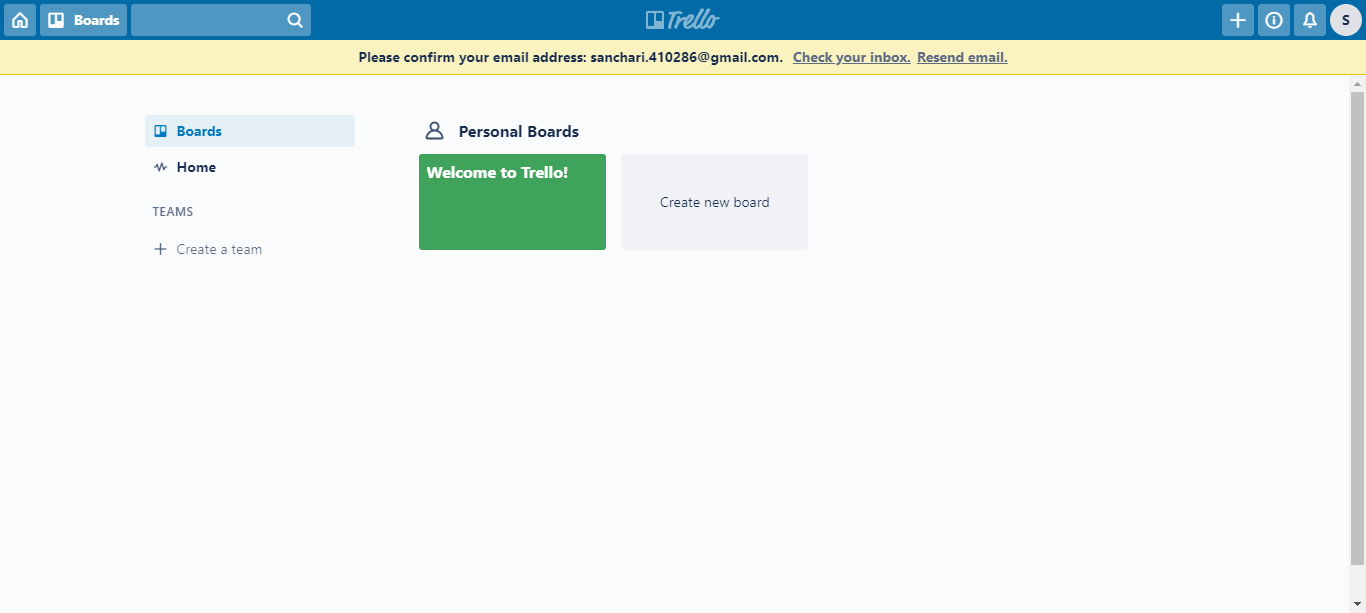 Boards
Trello
S
Please confirm your email address: sanchari.410286@gmail.com. Check your inbox. Resend email.
Boards
Home
TEAMS
Create a team
Personal Boards
Welcome to Trello!
Create new board